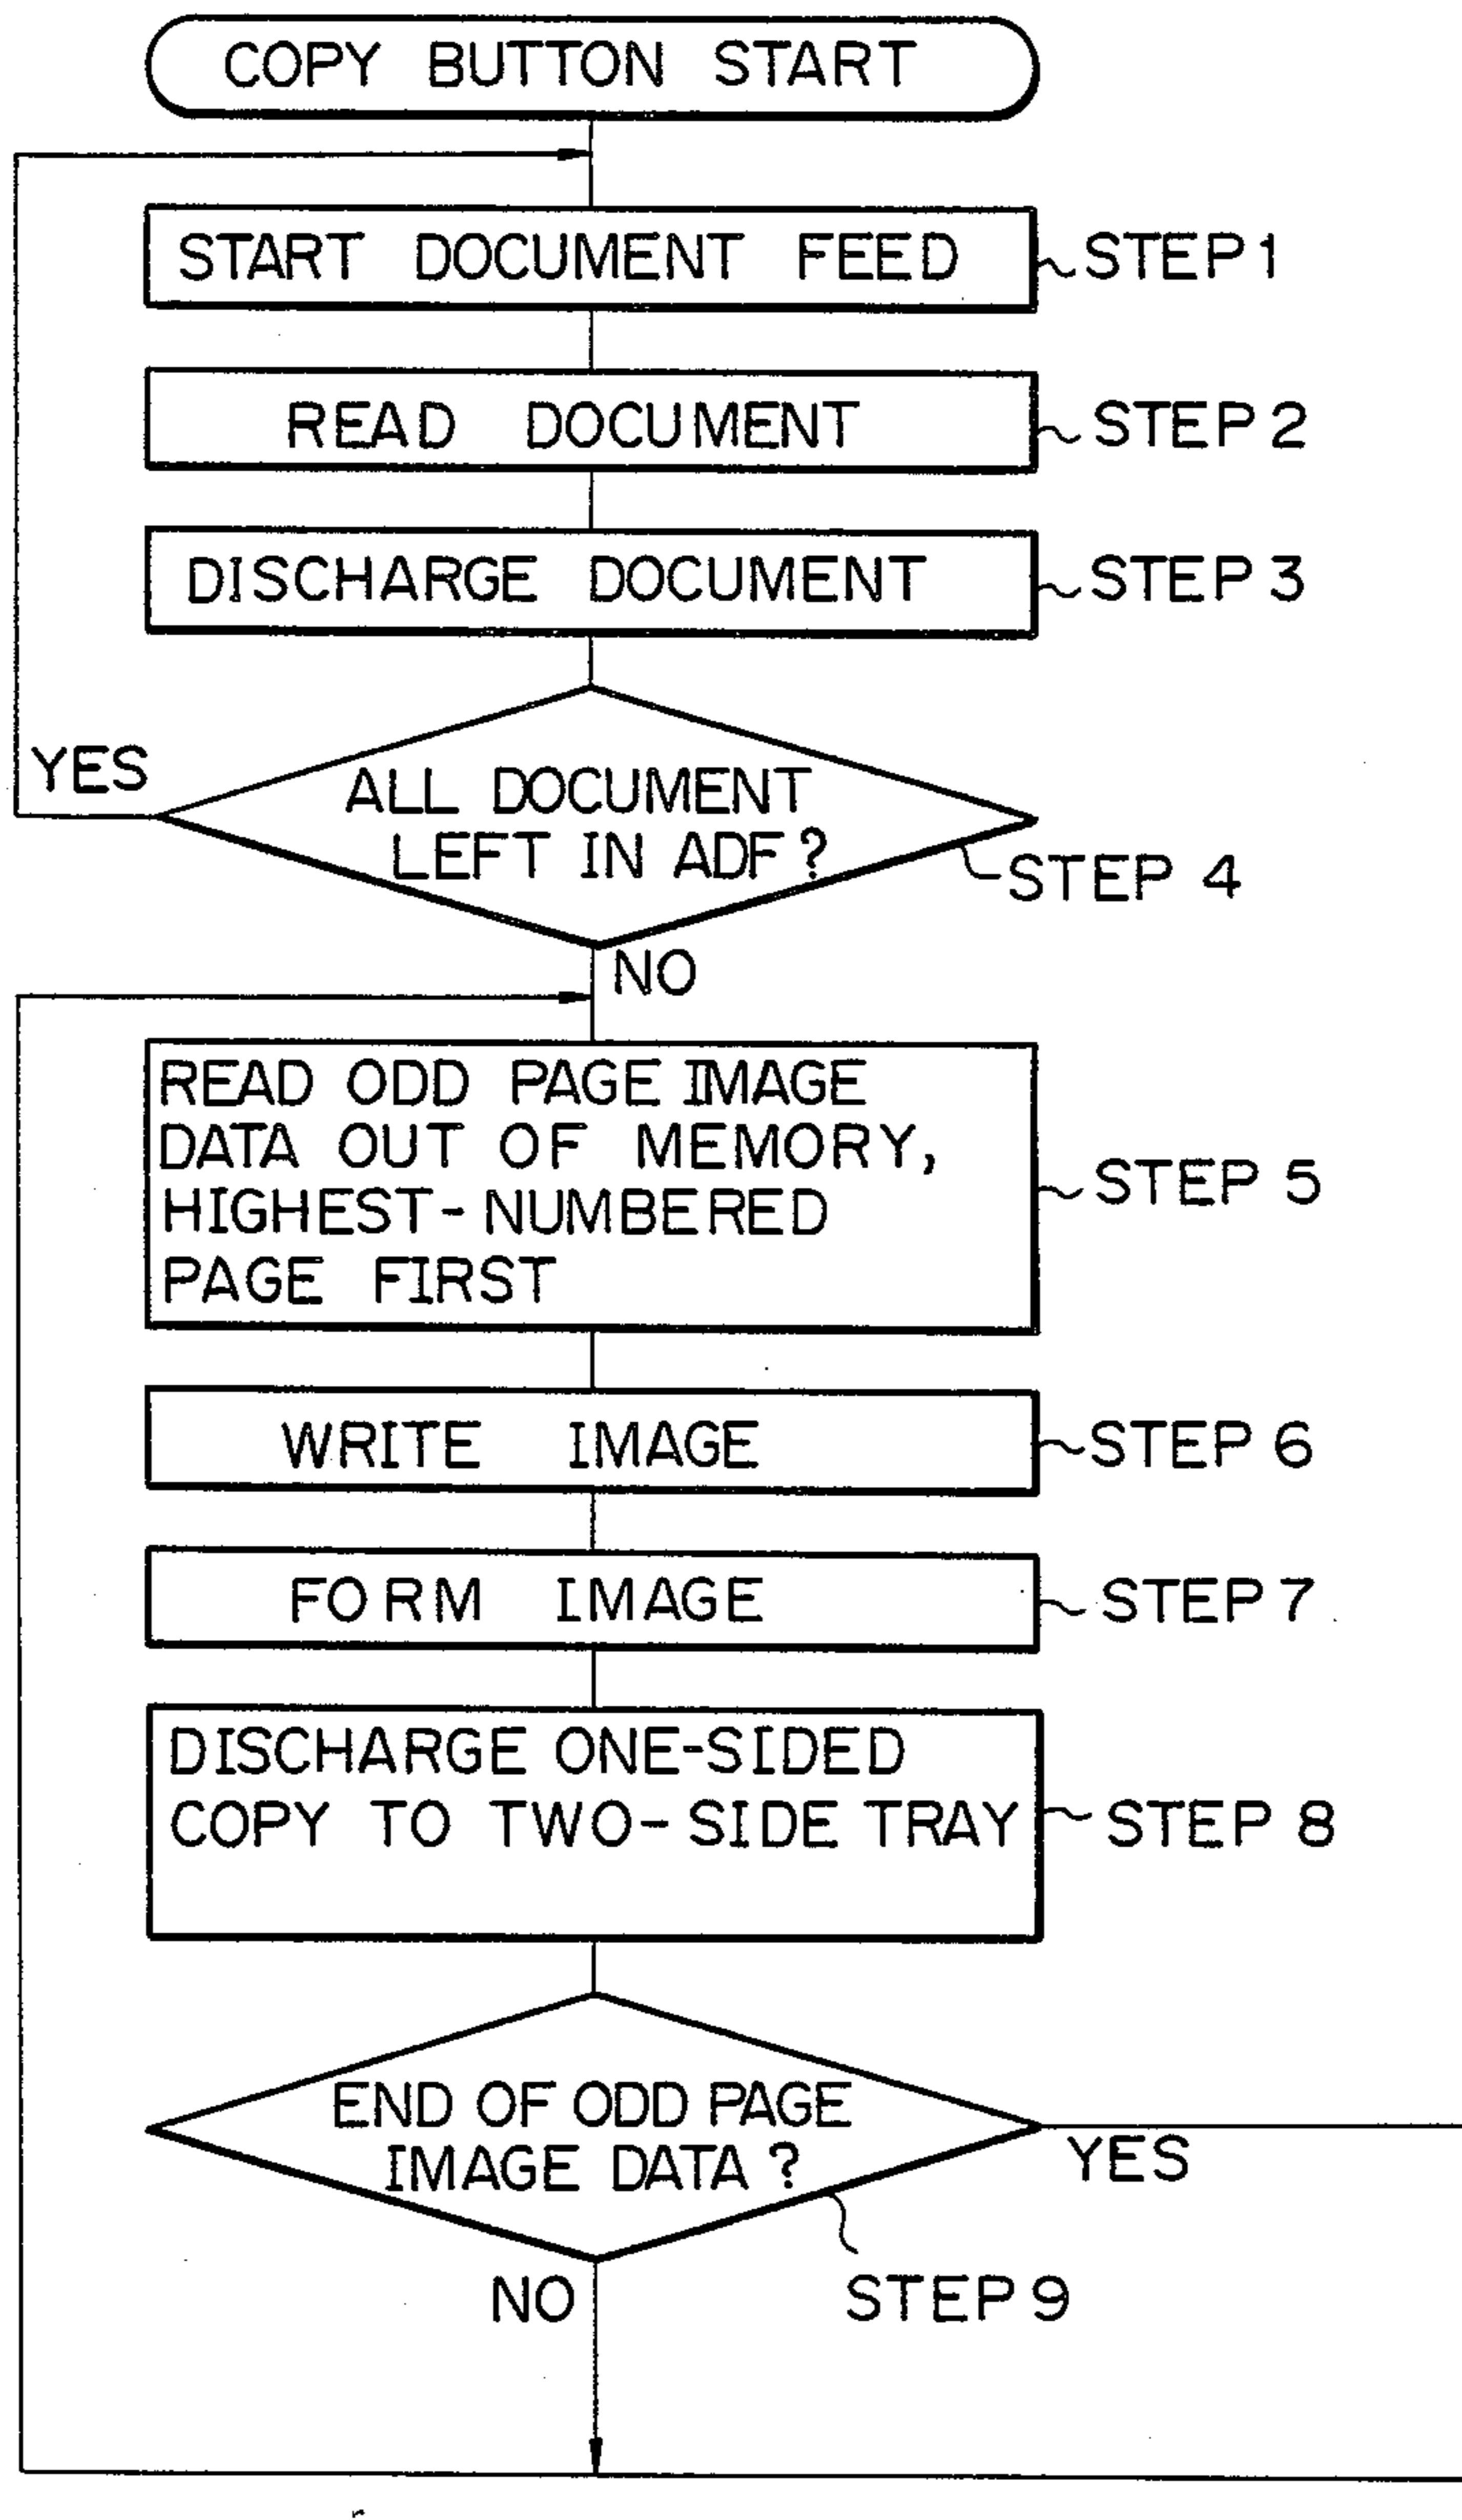 COPY BUTTON START
START DOCUMENT FEED
STEP 1
READ DOCUMENT
STEP 2
DISCHARGE DOCUMENT
STEP 3
YES
ALL DOCUMENT
LEFT IN ADF?
STEP 4
NO
READ ODD PAGE IMAGE
DATA OUT OF MEMORY,
HIGHEST-NUMBERED
PAGE FIRST
STEP 5
WRITE IMAGE
STEP 6
FORM IMAGE
STEP 7
DISCHARGE ONE-SIDED
COPY TO TWO-SIDE TRAY
STEP 8
END OF ODD PAGE
IMAGE DATA?
YES
STEP 9
NO